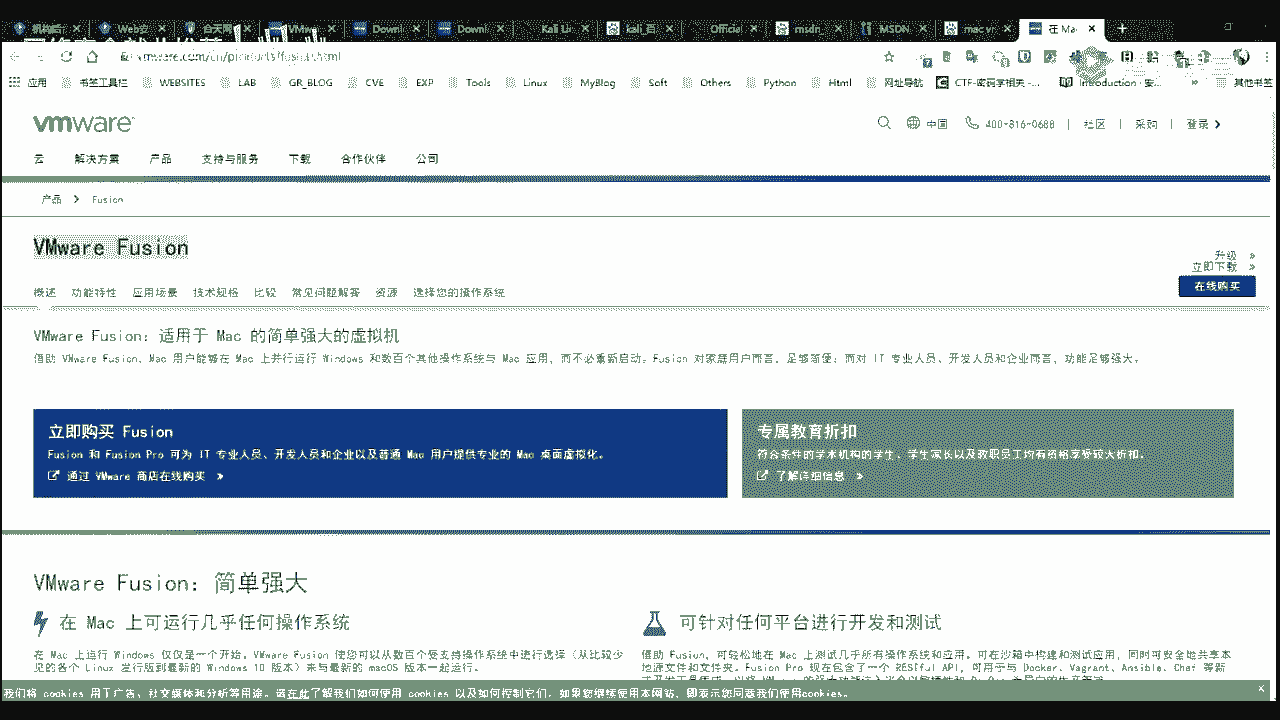 VMw
Downl
Downl
Kali Li
kali_百
Official
msdn_
MSDN
mac vr
在 Ma
vmware.com/cn/products/fusion.html
应用 书签工具栏 WEBSITES LAB GR_BLOG CVE EXP Tools Linux MyBlog Soft Others Python Html 网址导航 CTF-密码学相关 -... Introduction · 蛮... » 其他书签
vmware
中国 400-816-0688 | 社区 | 采购 | 登录
云 解决方案 产品 支持与服务 下载 合作伙伴 公司
产品 > Fusion
VMware Fusion
升级 »
立即下载 »
在线购买
概述 功能特性 应用场景 技术规格 比较 常见问题解答 资源 选择您的操作系统
VMware Fusion: 适用于 Mac 的简单强大的虚拟机
借助 VMware Fusion, Mac 用户能够在 Mac 上并行运行 Windows 和数百个其他操作系统与 Mac 应用, 而不必重新启动。Fusion 对家庭用户而言, 足够简便; 而对 IT 专业人员、开发人员和企业而言, 功能足够强大。
立即购买 Fusion
Fusion 和 Fusion Pro 可为 IT 专业人员、开发人员和企业以及普通 Mac 用户提供专业的 Mac 桌面虚拟化。
通过 VMware 商店在线购买 »
专属教育折扣
符合条件的学术机构的学生、学生家长以及教职员工均有资格享受较大折扣。
了解详细信息 »
VMware Fusion: 简单强大
在 Mac 上可运行几乎任何操作系统
在 Mac 上运行 Windows 仅仅是一个开始。VMware Fusion 使您可以从数百个受支持操作系统中进行选择 (从比较少
见的各个 Linux 发行版到最新的 Windows 10 版本) 来与最新的 macOS 版本一起运行。
可针对任何平台进行开发和测试
借助 Fusion, 可轻松地在 Mac 上测试几乎所有操作系统和应用。可在沙箱中构建和测试应用, 同时可安全地共享本
地源文件和文件夹。Fusion Pro 现在包含了一个 RESTful API, 可用于与 Docker、Vagrant、Ansible、Chef 等新
我们将 cookies 用于广告、社交媒体和分析等用途。请在此了解我们如何使用 cookies 以及如何控制它们。如果您继续使用本网站, 即表示您同意我们使用cookies。